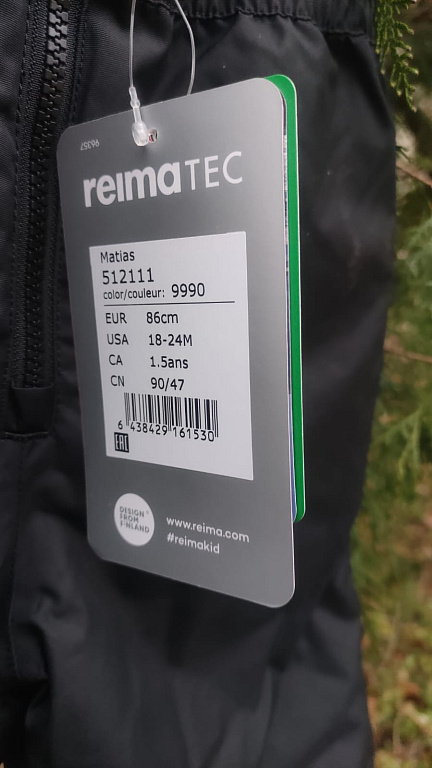 96357
reimaTEC
Matias
512111
color/couleur: 9990
EUR 86cm
USA 18-24M
CA 1.5ans
CN 90/47
6 438429 161530
EAC
DESIGN
FROM
FINLAND
www.reima.com
#reimakid